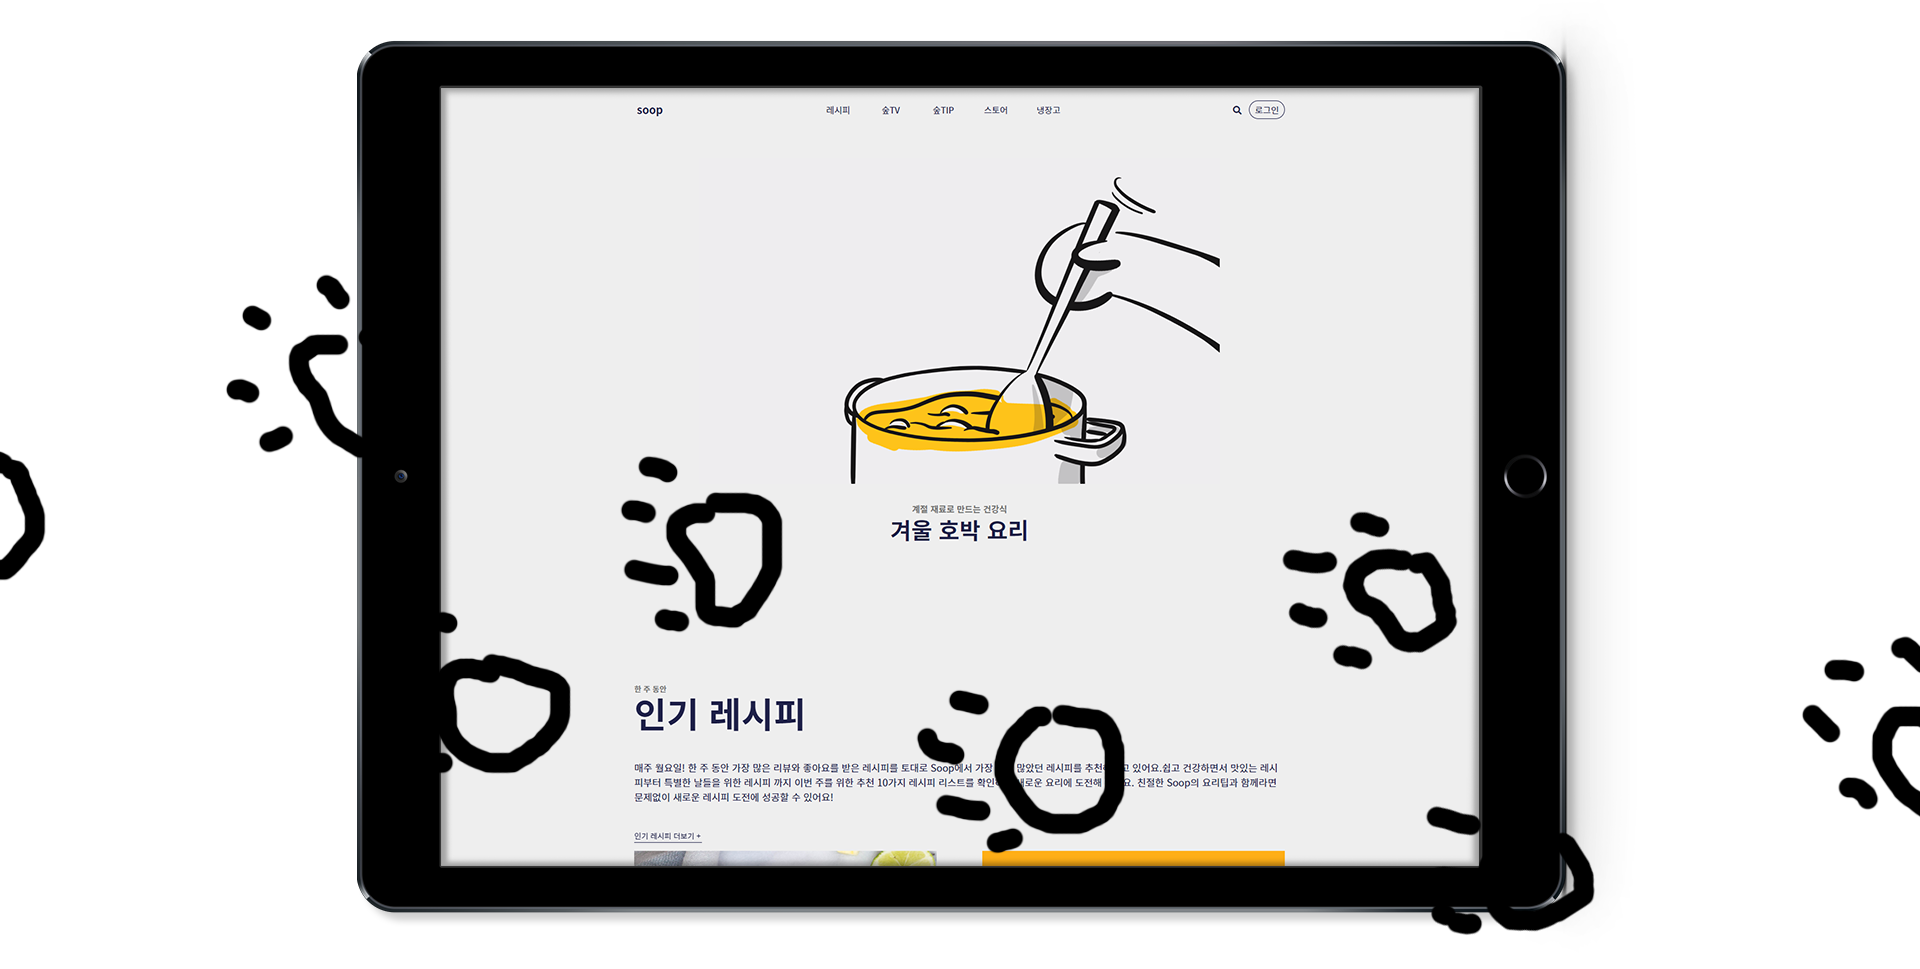 soop
레시피
숲TV
숲TIP
스토어
냉장고
로그인
계절 재료로 만드는 건강식
겨울 호박 요리
한 주 동안
인기 레시피
매주 월요일! 한 주 동안 가장 많은 리뷰와 좋아요를 받은 레시피를 토대로 Soop에서 가장 많았던 레시피를 추천 고 있어요.쉽고 건강하면서 맛있는 레시
피부터 특별한 날들을 위한 레시피 까지 이번 주를 위한 추천 10가지 레시피 리스트를 요리에 도전해 친절한 Soop의 요리팁과 함께라면
문제없이 새로운 레시피 도전에 성공할 수 있어요!
인기 레시피 더보기 +